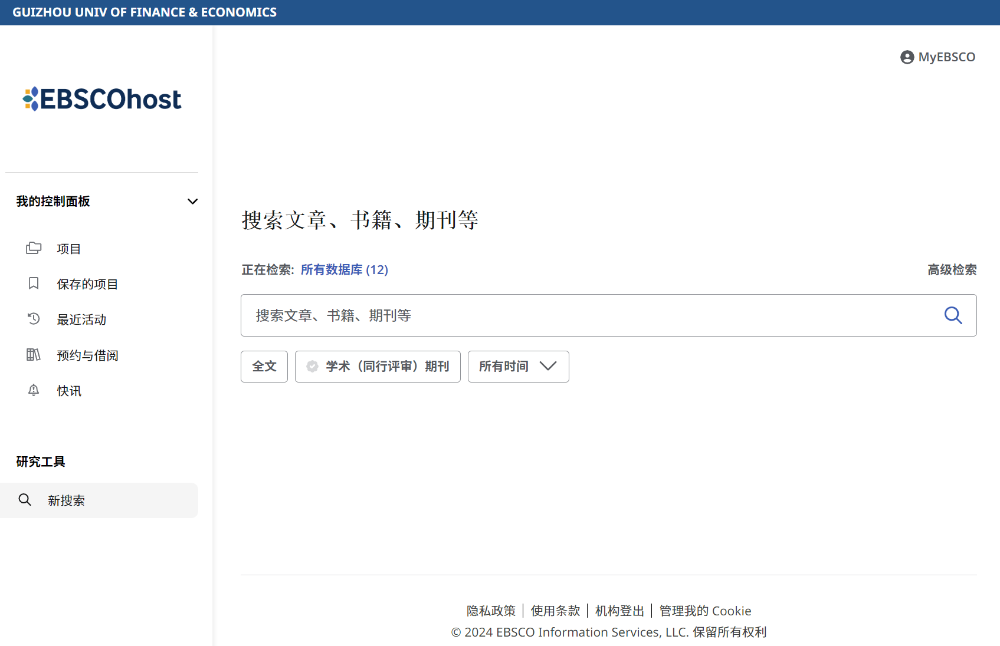 GUIZHOU UNIV OF FINANCE & ECONOMICS
MyEBSCO
EBSCOhost
我的控制面板
项目
保存的项目
最近活动
预约与借阅
快讯
研究工具
新搜索
搜索文章、书籍、期刊等
正在检索: 所有数据库 (12)
高级检索
搜索文章、书籍、期刊等
全文
学术（同行评审）期刊
所有时间
隐私政策 | 使用条款 | 机构登出 | 管理我的 Cookie
© 2024 EBSCO Information Services, LLC. 保留所有权利